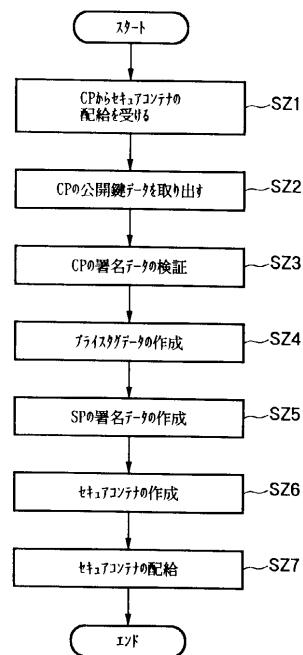 スタート
CPからセキュアコンテナの
配給を受ける
SZ1
CPの公開鍵データを取り出す
SZ2
CPの署名データの検証
SZ3
プライスタグデータの作成
SZ4
SPの署名データの作成
SZ5
セキュアコンテナの作成
SZ6
セキュアコンテナの配給
SZ7
エンド